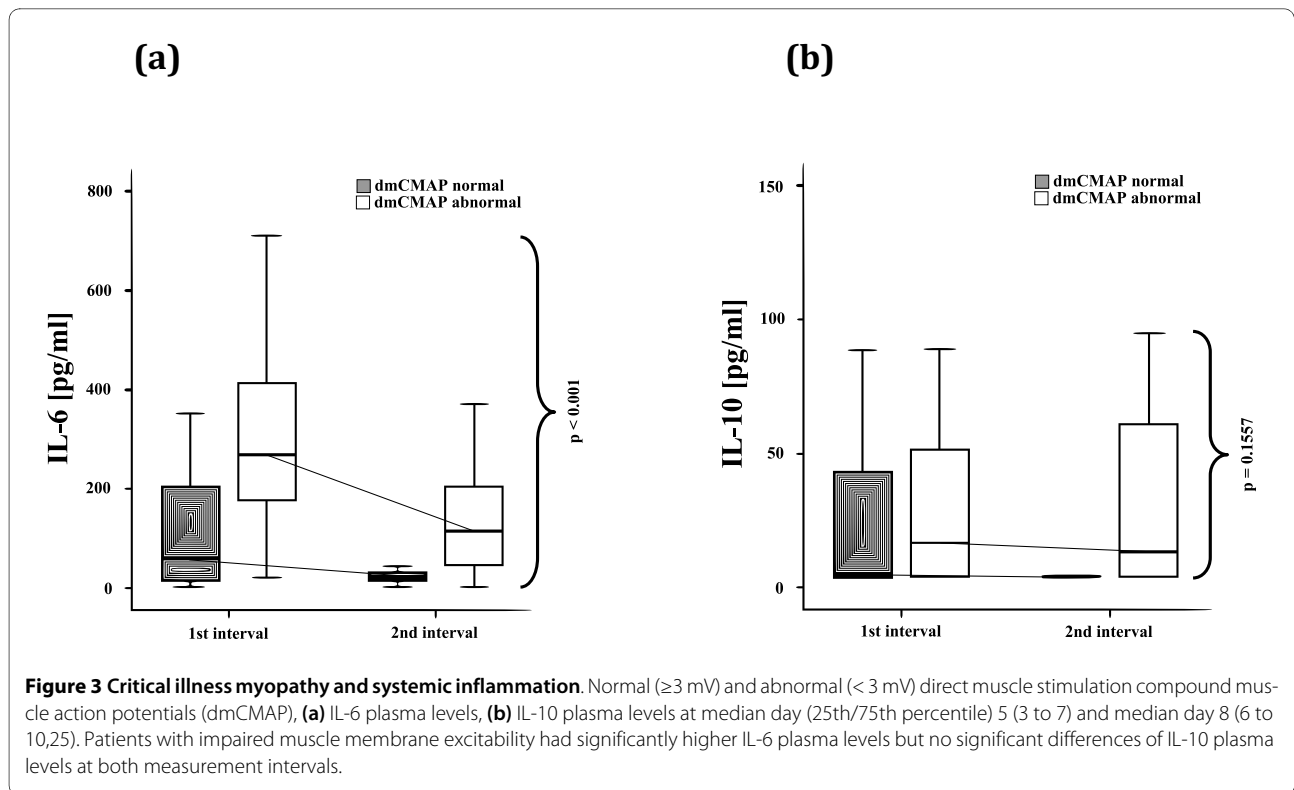 (a)
dmCMAP normal
dmCMAP abnormal
IL-6 [pg/ml]
800
600
400
200
0
1st interval
2nd interval
p < 0.001
(b)
dmCMAP normal
dmCMAP abnormal
IL-10 [pg/ml]
150
100
50
0
1st interval
2nd interval
p = 0.1557
Figure 3 Critical illness myopathy and systemic inflammation. Normal (≥3 mV) and abnormal (< 3 mV) direct muscle stimulation compound mus-
cle action potentials (dmCMAP), (a) IL-6 plasma levels, (b) IL-10 plasma levels at median day (25th/75th percentile) 5 (3 to 7) and median day 8 (6 to
10,25). Patients with impaired muscle membrane excitability had significantly higher IL-6 plasma levels but no significant differences of IL-10 plasma
levels at both measurement intervals.